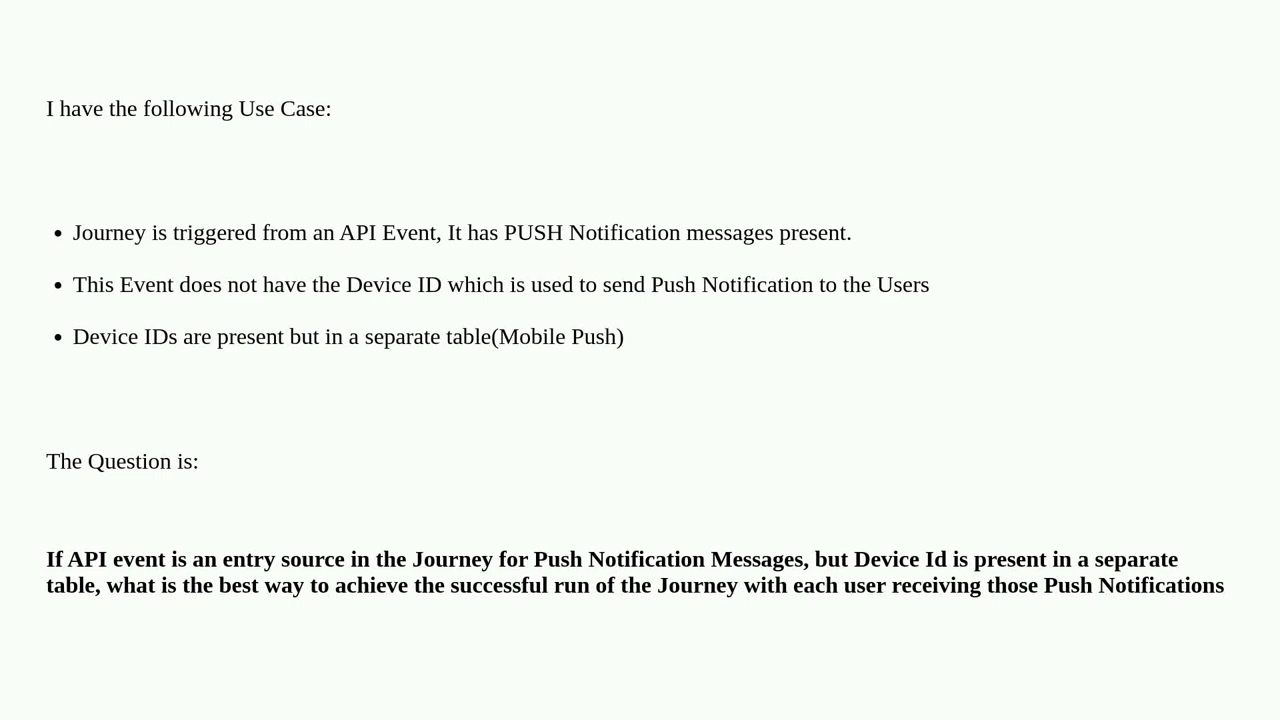 I have the following Use Case:
• Journey is triggered from an API Event, It has PUSH Notification messages present.
• This Event does not have the Device ID which is used to send Push Notification to the Users
• Device IDs are present but in a separate table(Mobile Push)
The Question is:
If API event is an entry source in the Journey for Push Notification Messages, but Device Id is present in a separate
table, what is the best way to achieve the successful run of the Journey with each user receiving those Push Notifications